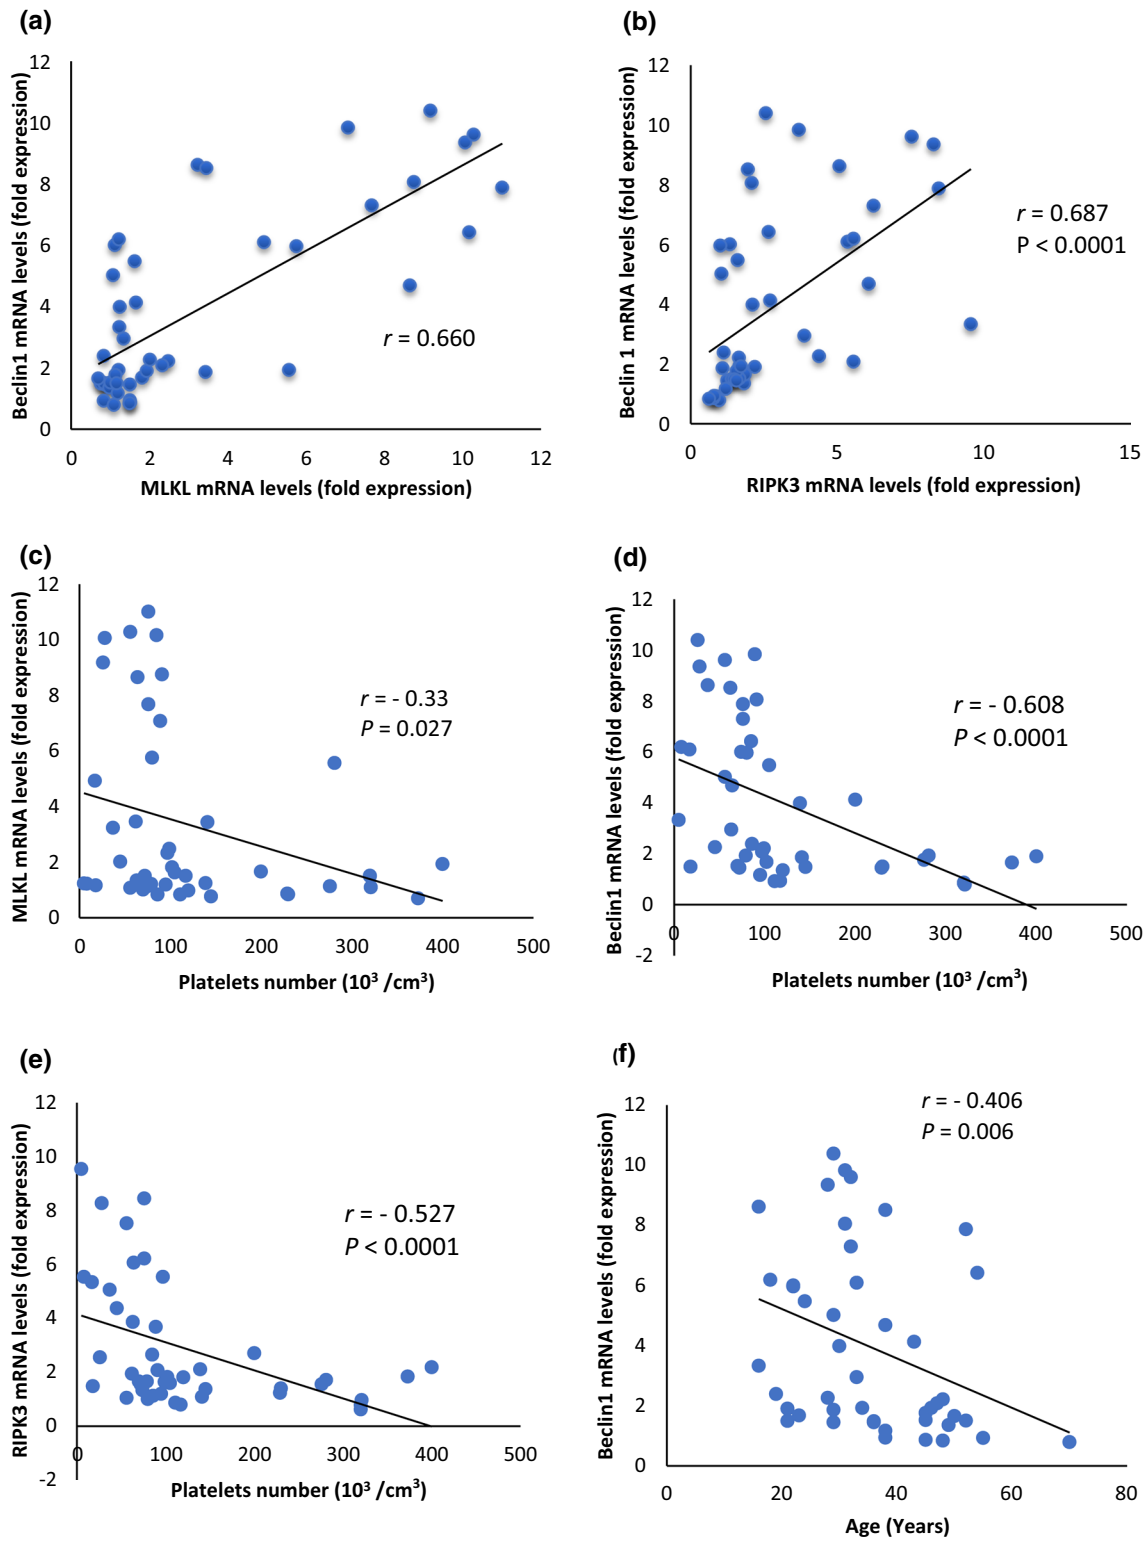 (a)
Beclin1 mRNA levels (fold expression)
12
10
8
6
4
2
0
r = 0.660
0 2 4 6 8 10 12
MLKL mRNA levels (fold expression)
(b)
Beclin 1 mRNA levels (fold expression)
12
10
8
6
4
2
0
r = 0.687
P < 0.0001
0 5 10 15
RIPK3 mRNA levels (fold expression)
(c)
MLKL mRNA levels (fold expression)
12
10
8
6
4
2
0
r = - 0.33
P = 0.027
0 100 200 300 400 500
Platelets number (10³ /cm³)
(d)
Beclin1 mRNA levels (fold expression)
12
10
8
6
4
2
0
-2
r = - 0.608
P < 0.0001
0 100 200 300 400 500
Platelets number (10³ /cm³)
(e)
RIPK3 mRNA levels (fold expression)
12
10
8
6
4
2
0
-2
r = - 0.527
P < 0.0001
0 100 200 300 400 500
Platelets number (10³ /cm³)
(f)
Beclin1 mRNA levels (fold expression)
12
10
8
6
4
2
0
r = - 0.406
P = 0.006
0 20 40 60 80
Age (Years)